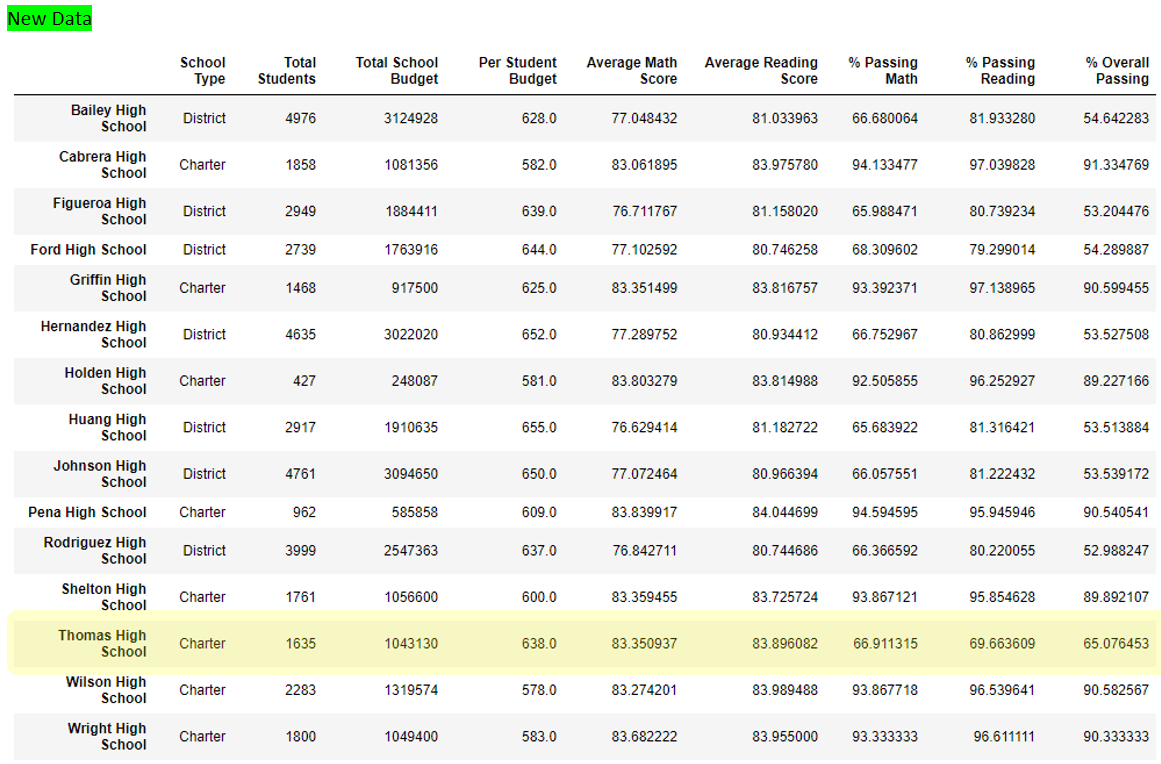 New Data
School Type Total Students Total School Budget Per Student Budget Average Math Score Average Reading Score % Passing Math % Passing Reading % Overall Passing
Bailey High School District 4976 3124928 628.0 77.048432 81.033963 66.680064 81.933280 54.642283
Cabrera High School Charter 1858 1081356 582.0 83.061895 83.975780 94.133477 97.039828 91.334769
Figueroa High School District 2949 1884411 639.0 76.711767 81.158020 65.988471 80.739234 53.204476
Ford High School District 2739 1763916 644.0 77.102592 80.746258 68.309602 79.299014 54.289887
Griffin High School Charter 1468 917500 625.0 83.351499 83.816757 93.392371 97.138965 90.599455
Hernandez High School District 4635 3022020 652.0 77.289752 80.934412 66.752967 80.862999 53.527508
Holden High School Charter 427 248087 581.0 83.803279 83.814988 92.505855 96.252927 89.227166
Huang High School District 2917 1910635 655.0 76.629414 81.182722 65.683922 81.316421 53.513884
Johnson High School District 4761 3094650 650.0 77.072464 80.966394 66.057551 81.222432 53.539172
Pena High School Charter 962 585858 609.0 83.839917 84.044699 94.594595 95.945946 90.540541
Rodriguez High School District 3999 2547363 637.0 76.842711 80.744686 66.366592 80.220055 52.988247
Shelton High School Charter 1761 1056600 600.0 83.359455 83.725724 93.867121 95.854628 89.892107
Thomas High School Charter 1635 1043130 638.0 83.350937 83.896082 66.911315 69.663609 65.076453
Wilson High School Charter 2283 1319574 578.0 83.274201 83.989488 93.867718 96.539641 90.582567
Wright High School Charter 1800 1049400 583.0 83.682222 83.955000 93.333333 96.611111 90.333333